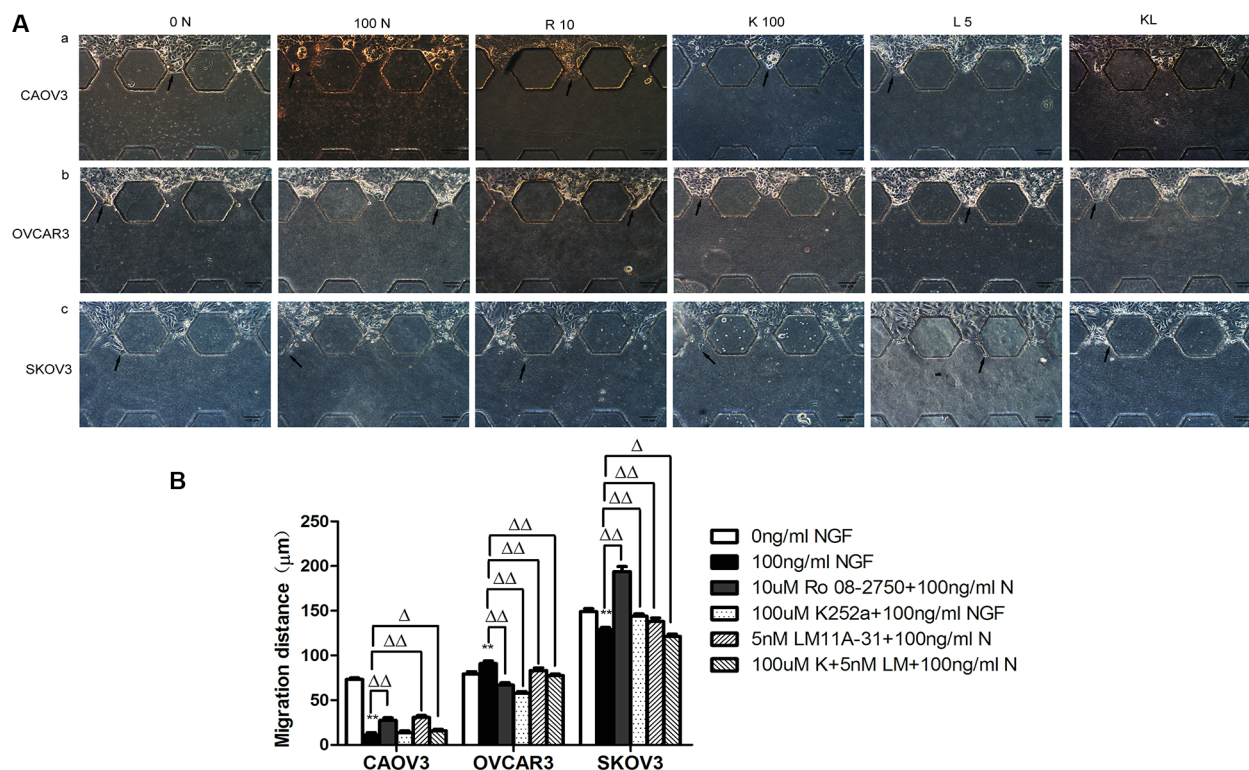 A
0 N
100 N
R 10
K 100
L 5
KL
a
CAOV3
b
OVCAR3
c
SKOV3
B
Migration distance (μm)
250
200
150
100
50
0
**
ΔΔ
ΔΔ
Δ
**
ΔΔ
ΔΔ
ΔΔ
ΔΔ
**
ΔΔ
ΔΔ
ΔΔ
Δ
CAOV3
OVCAR3
SKOV3
0ng/ml NGF
100ng/ml NGF
10uM Ro 08-2750+100ng/ml N
100uM K252a+100ng/ml NGF
5nM LM11A-31+100ng/ml N
100uM K+5nM LM+100ng/ml N